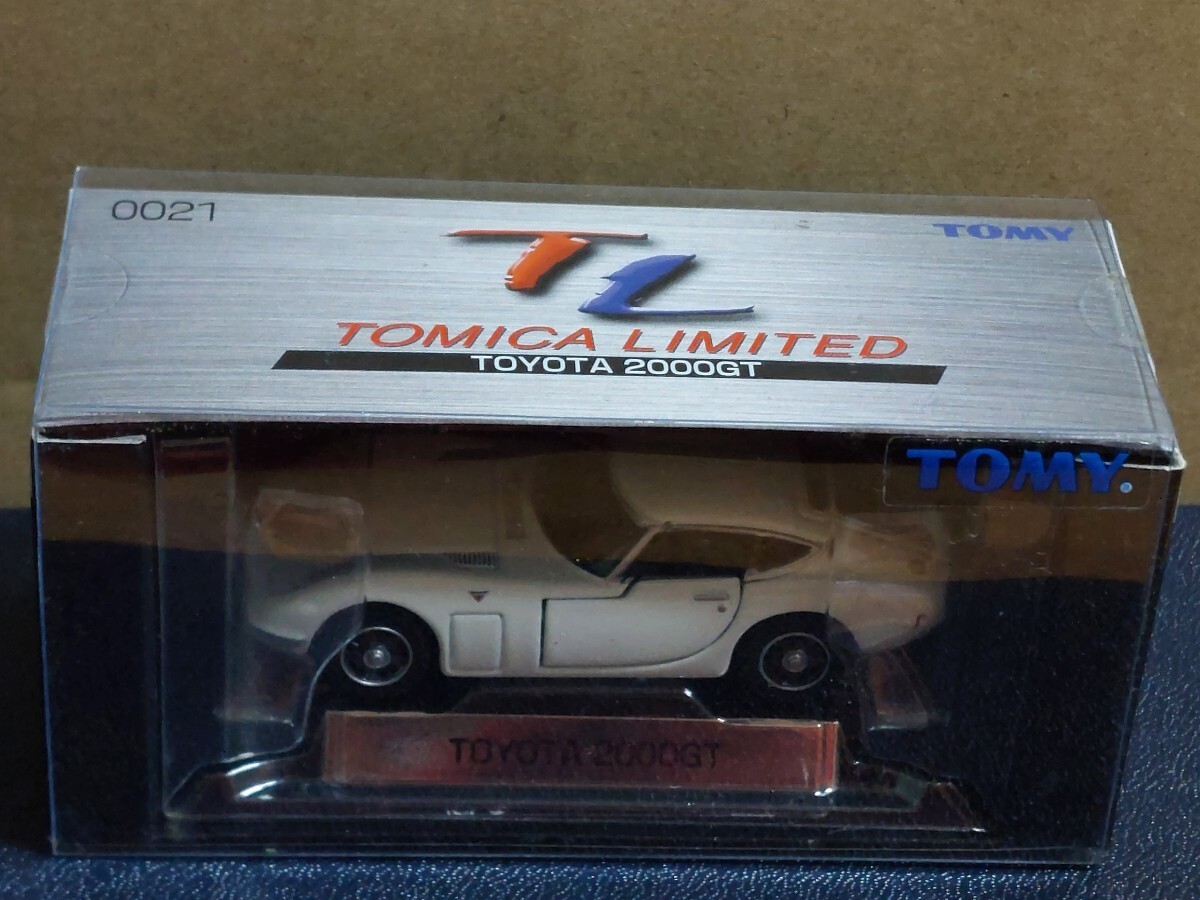 0021
TOMY
TL
TOMICA LIMITED
TOYOTA 2000GT
TOMY.
TOYOTA 2000GT